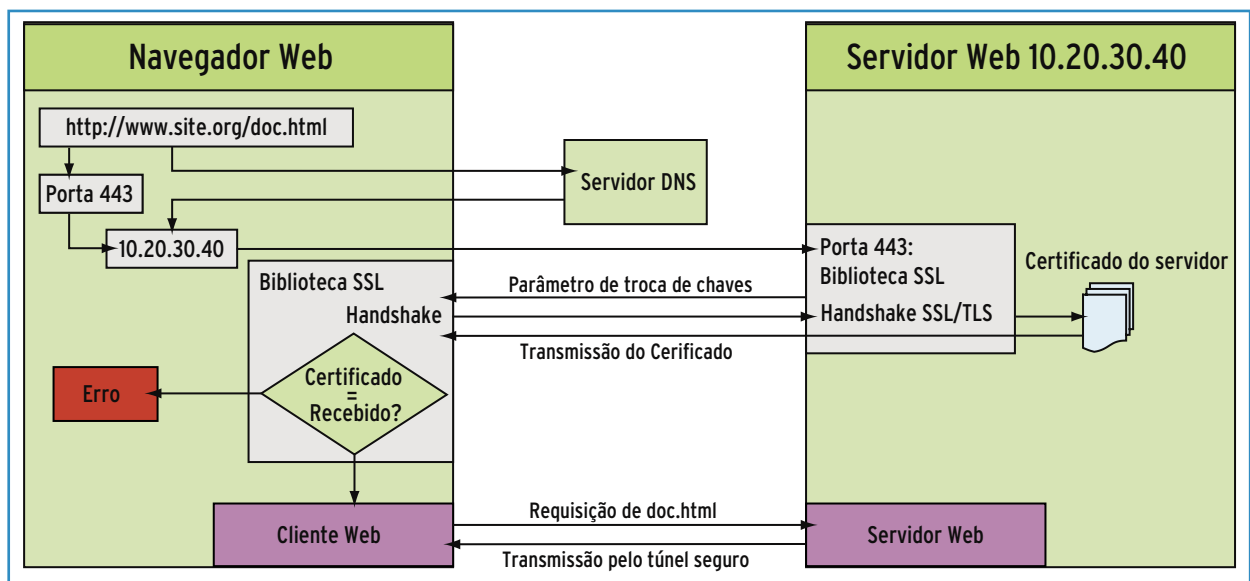 Navegador Web
Servidor Web 10.20.30.40
http://www.site.org/doc.html
Porta 443
Servidor DNS
10.20.30.40
Porta 443:
Biblioteca SSL
Certificado do servidor
Biblioteca SSL
Parâmetro de troca de chaves
Handshake
Handshake SSL/TLS
Transmissão do Cerificado
Certificado
=
Recebido?
Erro
Requisição de doc.html
Cliente Web
Servidor Web
Transmissão pelo túnel seguro